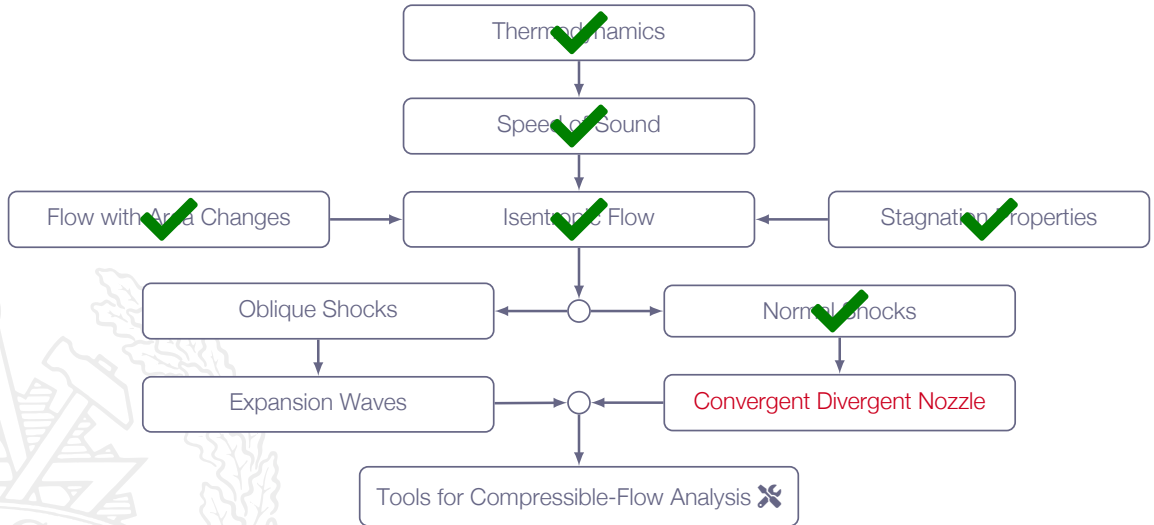 Thermodynamics
Speed of Sound
Flow with Area Changes
Isentropic Flow
Stagnation Properties
Oblique Shocks
Normal Shocks
Expansion Waves
Convergent Divergent Nozzle
Tools for Compressible-Flow Analysis